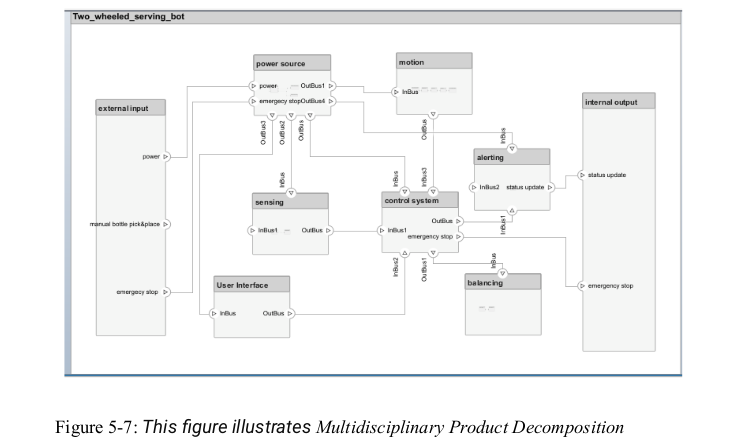 Two_wheeled_serving_bot
power source
power
OutBus1
emergecy stop
OutBus4
OutBus3
OutBus2
OutBus
motion
InBus
OutBus
external input
power
manual bottle pick&place
emergecy stop
internal output
status update
emergency stop
alerting
InBus
InBus2
status update
InBus1
sensing
InBus
InBus1
OutBus
control system
InBus
InBus3
InBus1
OutBus
emergency stop
InBus2
OutBus1
User Interface
InBus
OutBus
balancing
InBus
Figure 5-7: This figure illustrates Multidisciplinary Product Decomposition